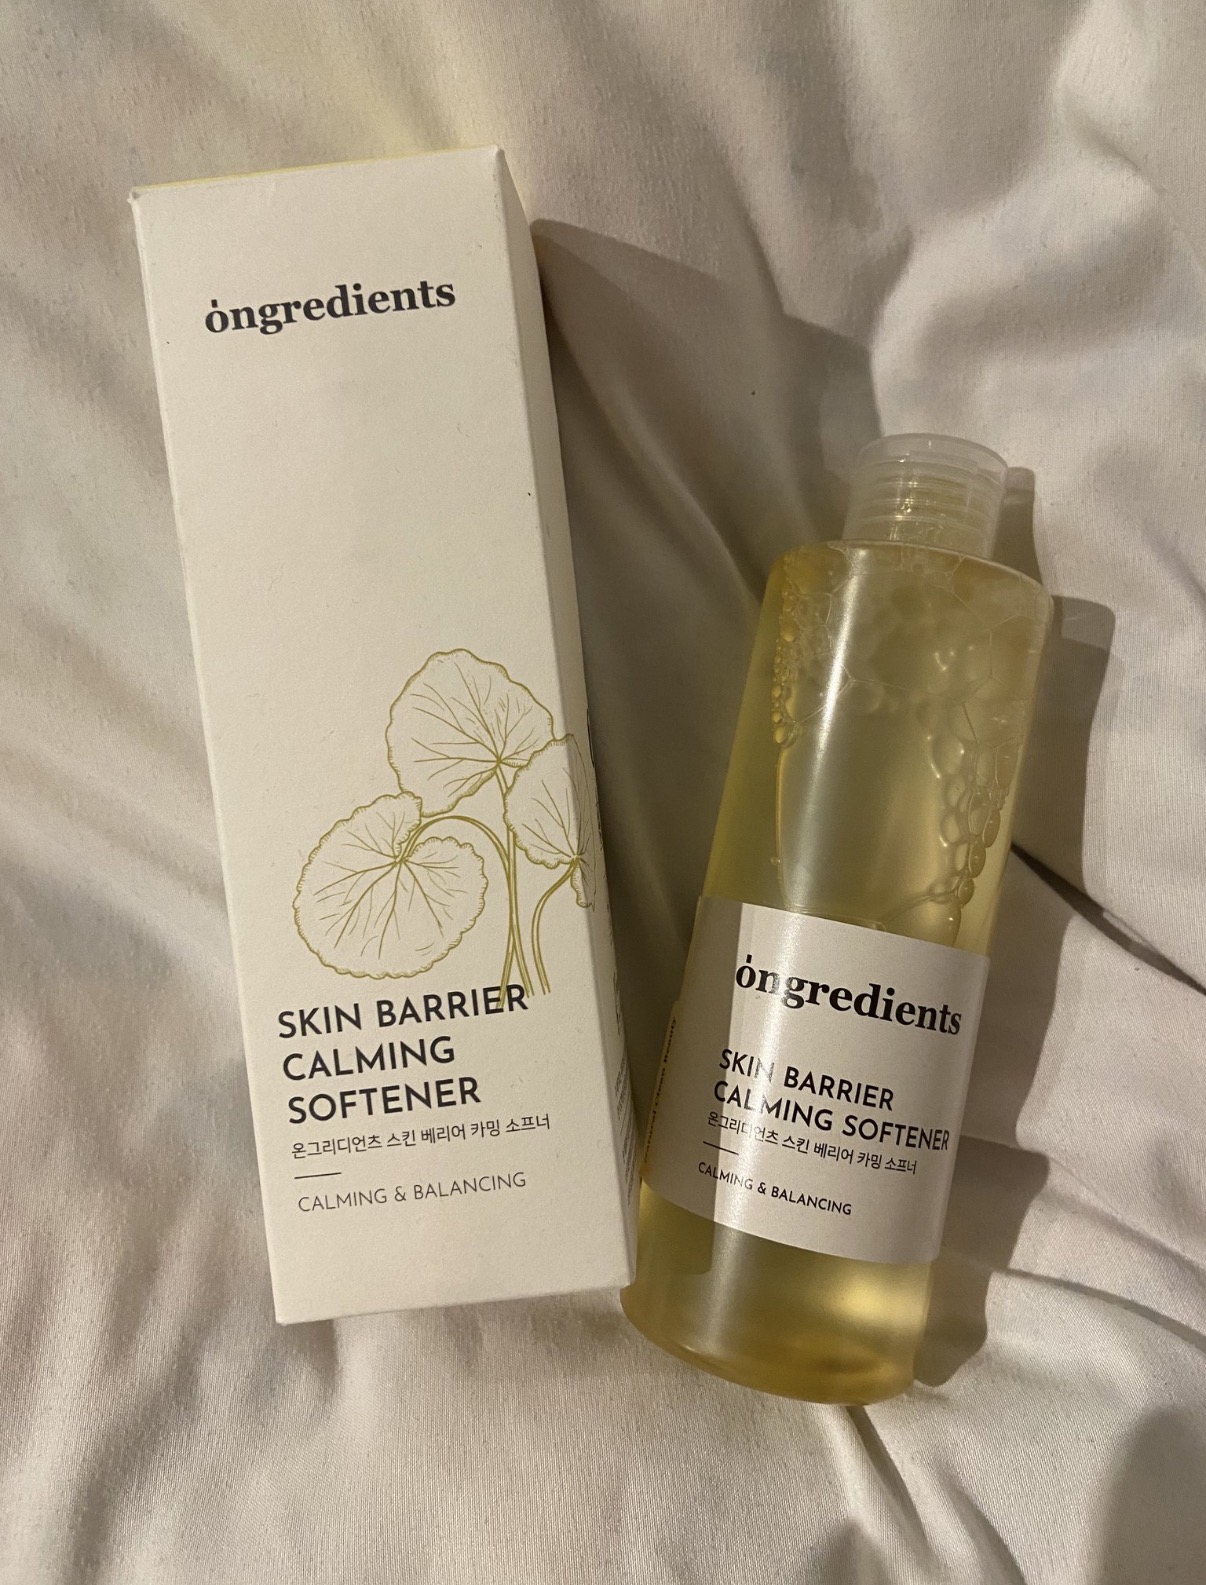 ongredients
SKIN BARRIER
CALMING
SOFTENER
온그리디언츠 스킨 베리어 카밍 소프너
CALMING & BALANCING
ongredients
SKIN BARRIER
CALMING SOFTENER
온그리디언츠 스킨 베리어 카밍 소프너
CALMING & BALANCING